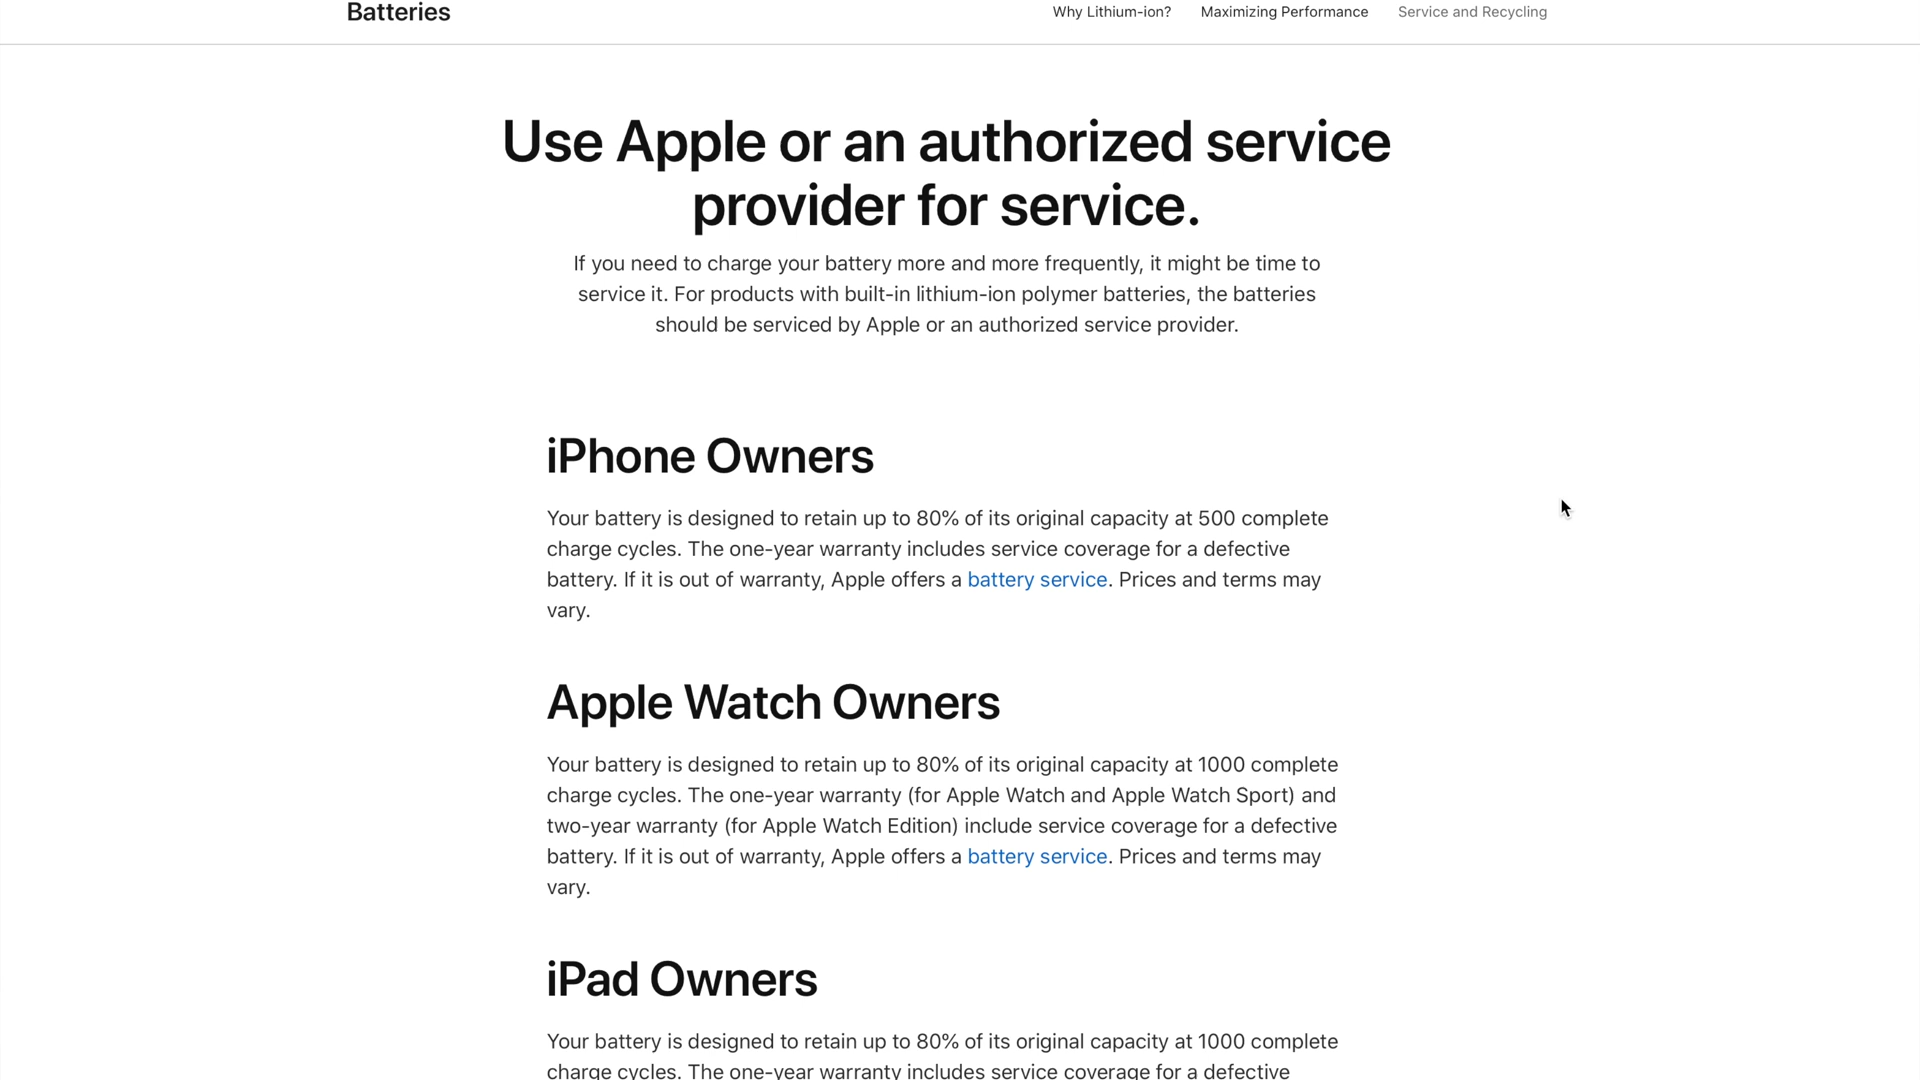 Batteries
Why Lithium-ion? Maximizing Performance Service and Recycling
Use Apple or an authorized service
provider for service.
If you need to charge your battery more and more frequently, it might be time to
service it. For products with built-in lithium-ion polymer batteries, the batteries
should be serviced by Apple or an authorized service provider.
iPhone Owners
Your battery is designed to retain up to 80% of its original capacity at 500 complete
charge cycles. The one-year warranty includes service coverage for a defective
battery. If it is out of warranty, Apple offers a battery service. Prices and terms may
vary.
Apple Watch Owners
Your battery is designed to retain up to 80% of its original capacity at 1000 complete
charge cycles. The one-year warranty (for Apple Watch and Apple Watch Sport) and
two-year warranty (for Apple Watch Edition) include service coverage for a defective
battery. If it is out of warranty, Apple offers a battery service. Prices and terms may
vary.
iPad Owners
Your battery is designed to retain up to 80% of its original capacity at 1000 complete
charge cycles. The one-year warranty includes service coverage for a defective